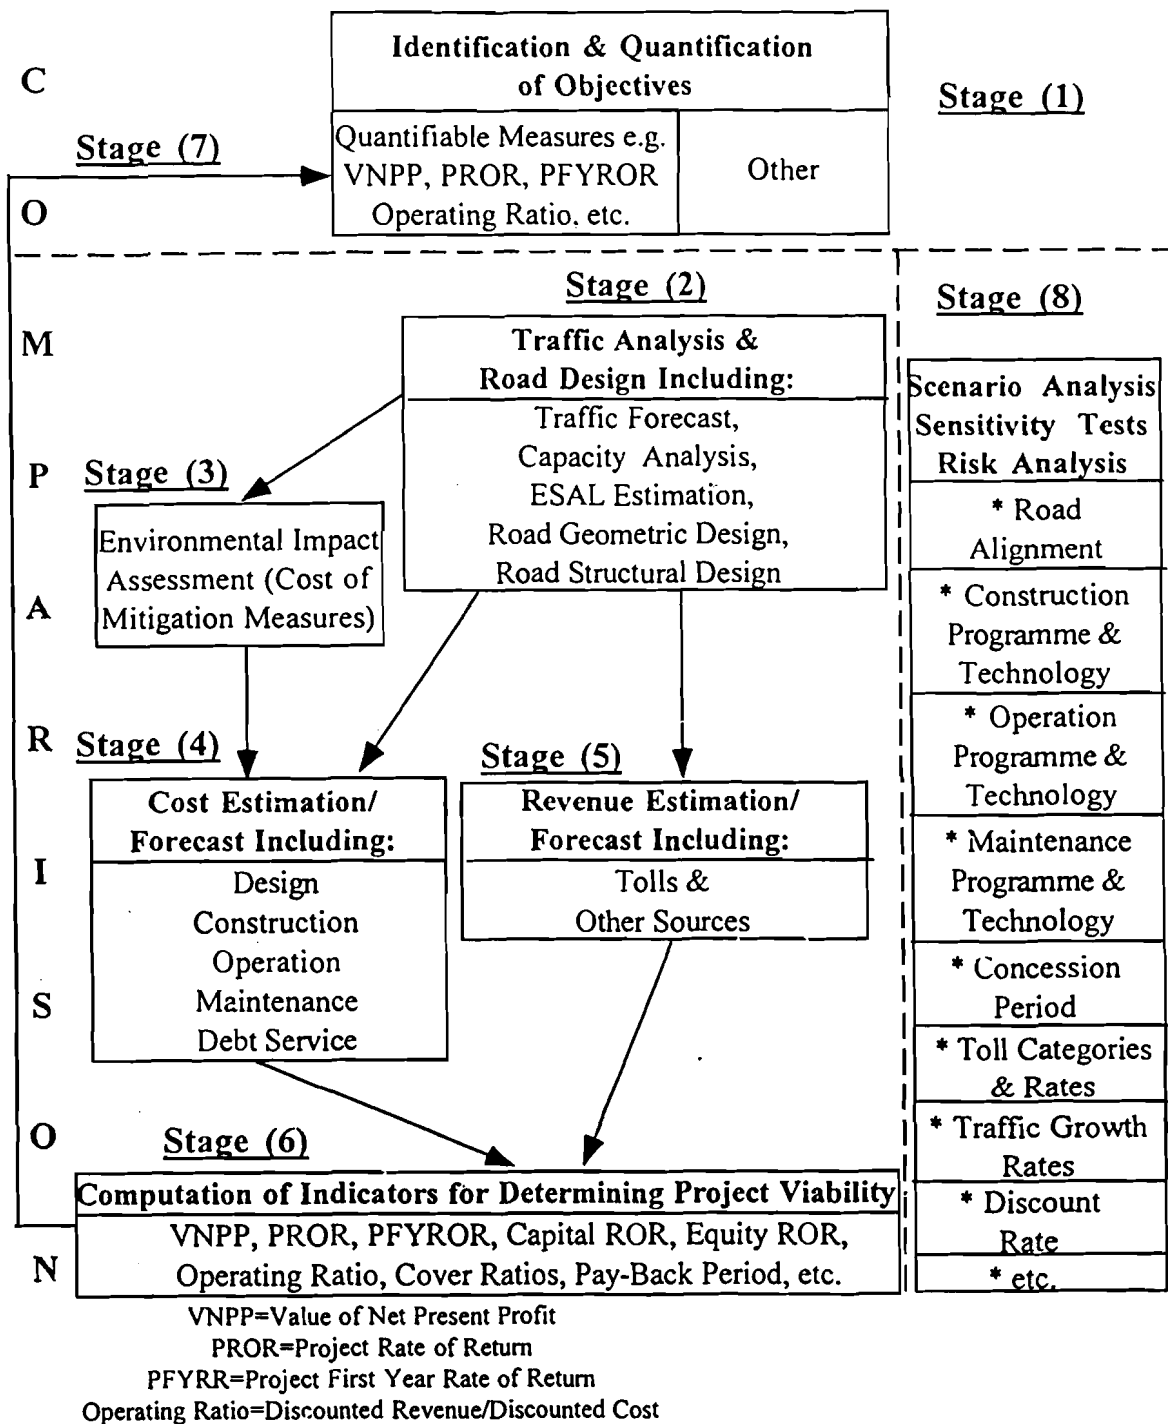 Identification & Quantification
of Objectives
Stage (1)
Quantifiable Measures e.g.
VNPP, PROR, PFYROR
Operating Ratio. etc.
Other
Stage (7)
C
O
M
P
A
R
I
S
O
N
Stage (2)
Traffic Analysis &
Road Design Including:
Traffic Forecast,
Capacity Analysis,
ESAL Estimation,
Road Geometric Design,
Road Structural Design
Stage (3)
Environmental Impact
Assessment (Cost of
Mitigation Measures)
Stage (4)
Cost Estimation/
Forecast Including:
Design
Construction
Operation
Maintenance
Debt Service
Stage (5)
Revenue Estimation/
Forecast Including:
Tolls &
Other Sources
Stage (6)
Computation of Indicators for Determining Project Viability
VNPP, PROR, PFYROR, Capital ROR, Equity ROR,
Operating Ratio, Cover Ratios, Pay-Back Period, etc.
Stage (8)
Scenario Analysis
Sensitivity Tests
Risk Analysis
* Road
Alignment
* Construction
Programme &
Technology
* Operation
Programme &
Technology
* Maintenance
Programme &
Technology
* Concession
Period
* Toll Categories
& Rates
* Traffic Growth
Rates
* Discount
Rate
* etc.
VNPP=Value of Net Present Profit
PROR=Project Rate of Return
PFYRR=Project First Year Rate of Return
Operating Ratio=Discounted Revenue/Discounted Cost